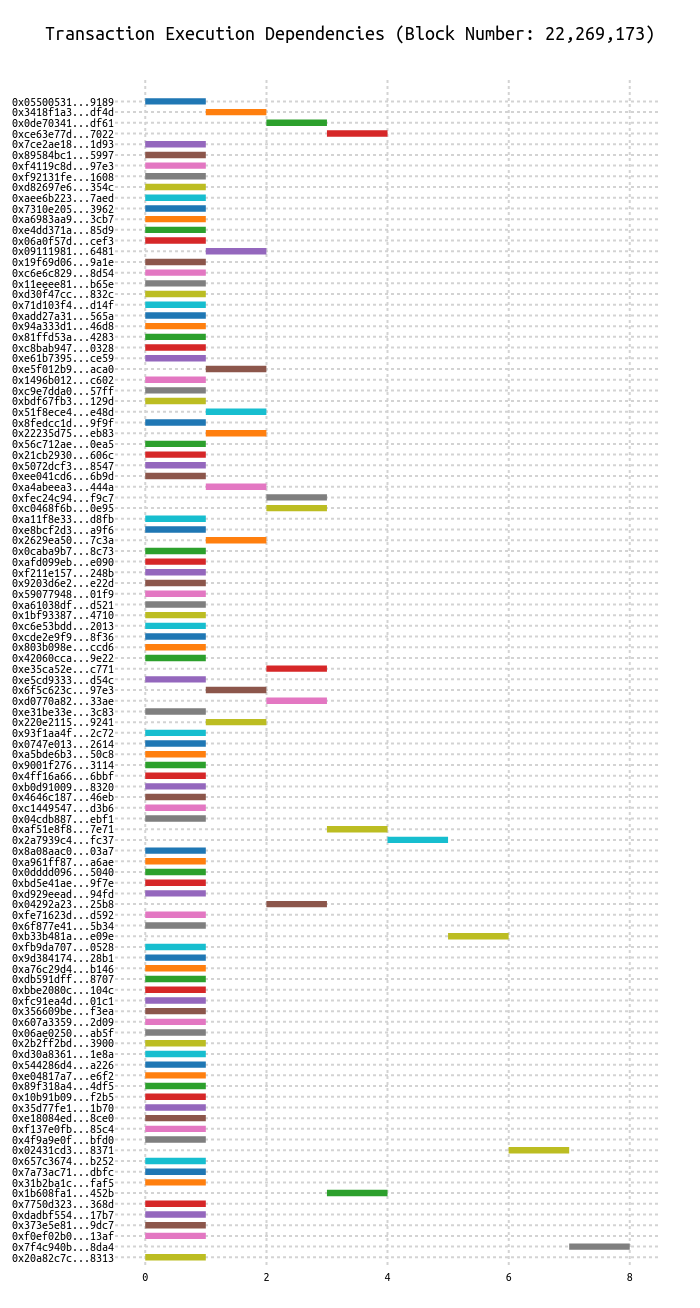 Transaction Execution Dependencies (Block Number: 22,269,173)
0x05500531...9189
0x3418f1a3...df4d
0x0de70341...df61
0xce63e77d...7022
0x7ce2ae18...1d93
0x89584bc1...5997
0xf4119c8d...97e3
0xf92131fe...1608
0xd82697e6...354c
0xaee6b223...7aed
0x7310e205...3962
0xa6983aa9...3cb7
0xe4dd371a...85d9
0x06a0f57d...cef3
0x09111981...6481
0x19f69d06...9a1e
0xc6e6c829...8d54
0x11eeee81...b65e
0xd30f47cc...832c
0x71d103f4...d14f
0xadd27a31...565a
0x94a333d1...46d8
0x81ffd53a...4283
0xc8bab947...0328
0xe61b7395...ce59
0xe5f012b9...aca0
0x1496b012...c602
0xc9e7dda0...57ff
0xbdf67fb3...129d
0x51f8ece4...e48d
0x8fedcc1d...9f9f
0x22235d75...eb83
0x56c712ae...0ea5
0x21cb2930...606c
0x5072dcf3...8547
0xee041cd6...6b9d
0xa4abeea3...444a
0xfec24c94...f9c7
0xc0468f6b...0e95
0xa11f8e33...d8fb
0xe8bcf2d3...a9f6
0x2629ea50...7c3a
0x0caba9b7...8c73
0xafd099eb...e090
0xf211e157...248b
0x9203d6e2...e22d
0x59077948...01f9
0xa61038df...d521
0x1bf93387...4710
0xc6e53bdd...2013
0xcde2e9f9...8f36
0x803b098e...ccd6
0x42060cca...9e22
0xe35ca52e...c771
0xe5cd9333...d54c
0x6f5c623c...97e3
0xd0770a82...33ae
0xe31be33e...3c83
0x220e2115...9241
0x93f1aa4f...2c72
0x0747e013...2614
0xa5bde6b3...50c8
0x9001f276...3114
0x4ff16a66...6bbf
0xb0d91009...8320
0x4646c187...46eb
0xc1449547...d3b6
0x04cdb887...ebf1
0xaf51e8f8...7e71
0x2a7939c4...fc37
0x8a08aac0...03a7
0xa961ff87...a6ae
0x0dddd096...5040
0xbd5e41ae...9f7e
0xd929eead...94fd
0x04292a23...25b8
0xfe71623d...d592
0x6f877e41...5b34
0xb33b481a...e09e
0xfb9da707...0528
0x9d384174...28b1
0xa76c29d4...b146
0xdb591dff...8707
0xbbe2080c...104c
0xfc91ea4d...01c1
0x356609be...f3ea
0x607a3359...2d09
0x06ae0250...ab5f
0x2b2ff2bd...3900
0xd30a8361...1e8a
0x544286d4...a226
0xe04817a7...e6f2
0x89f318a4...4df5
0x10b91b09...f2b5
0x35d77fe1...1b70
0xe18084ed...8ce0
0xf137e0fb...85c4
0x4f9a9e0f...bfd0
0x02431cd3...8371
0x657c3674...b252
0x7a73ac71...dbfc
0x31b2ba1c...faf5
0x1b608fa1...452b
0x7750d323...368d
0xdadbf554...17b7
0x373e5e81...9dc7
0xf0ef02b0...13af
0x7f4c940b...8da4
0x20a82c7c...8313
0 2 4 6 8